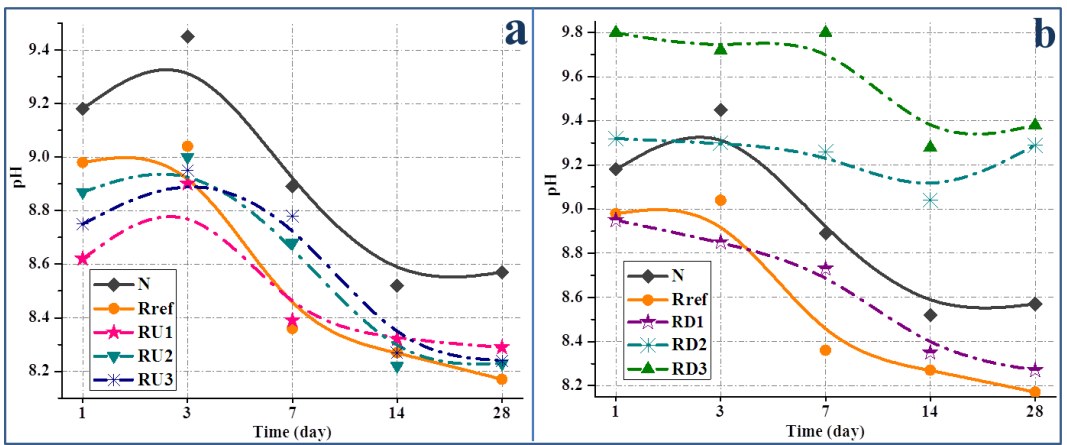 a
pH
9.4
9.2
9.0
8.8
8.6
8.4
8.2
N
Rref
RU1
RU2
RU3
1 3 7 14 28
Time (day)
b
pH
9.8
9.6
9.4
9.2
9.0
8.8
8.6
8.4
8.2
N
Rref
RD1
RD2
RD3
1 3 7 14 28
Time (day)